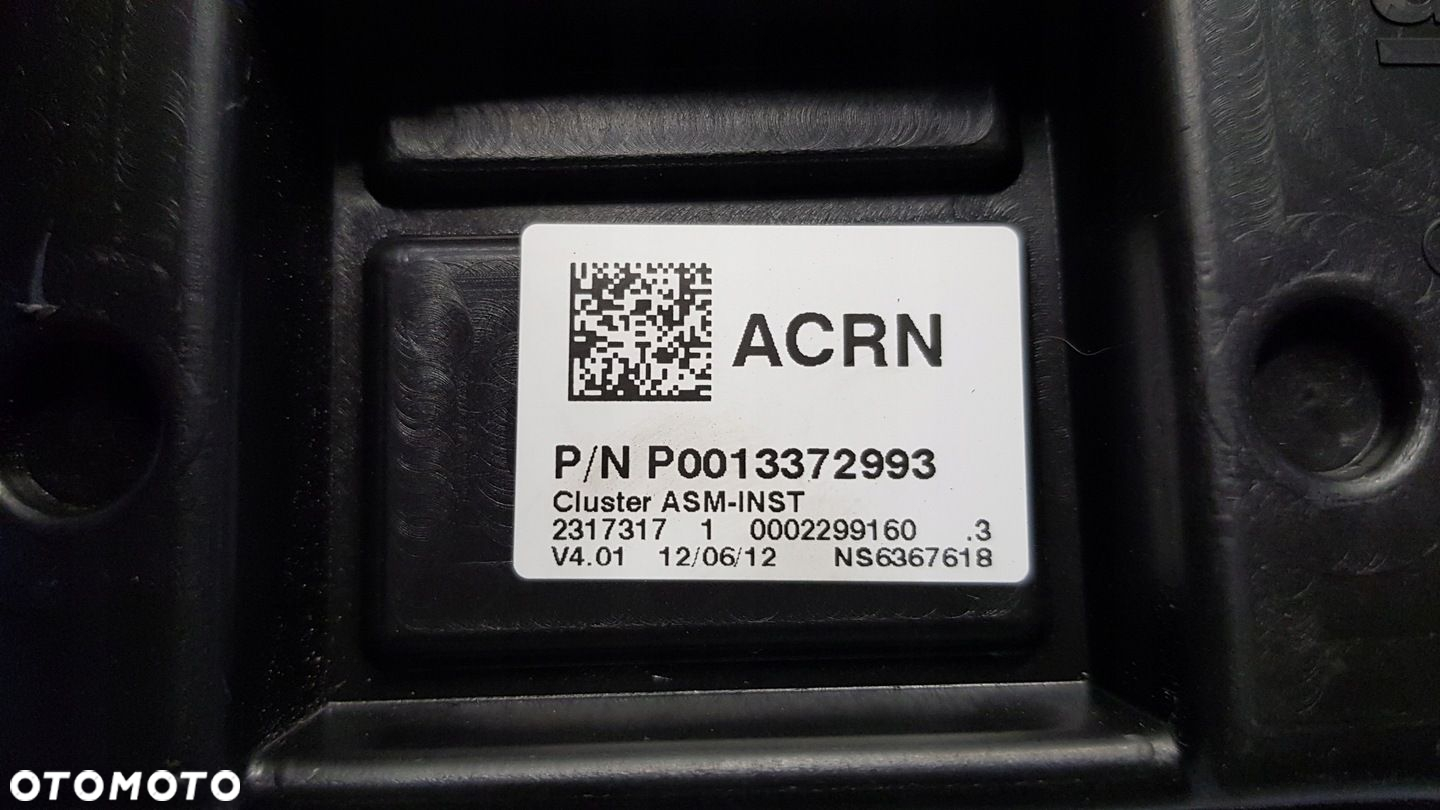 ACRN
P/N P0013372993
Cluster ASM-INST
2317317 1 0002299160 .3
V4.01 12/06/12 NS6367618
OTOMOTO